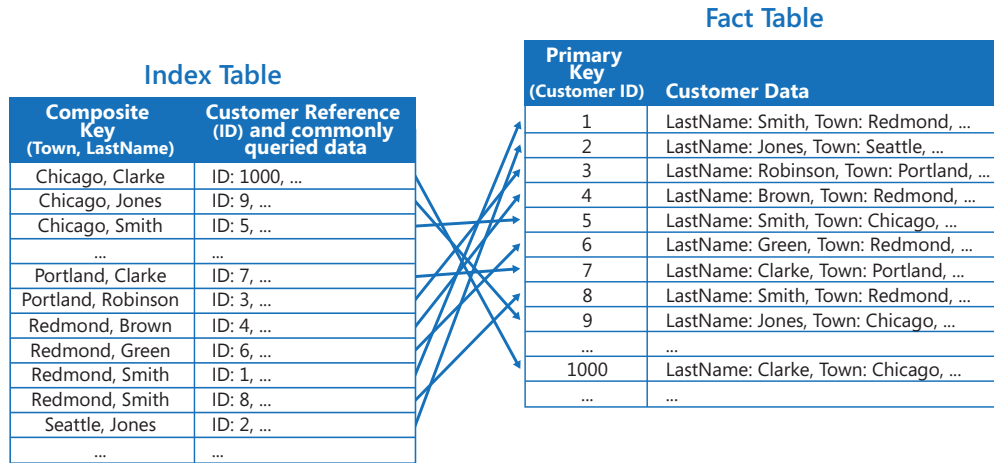 Fact Table
Index Table
Composite
Key
(Town, LastName)
Customer Reference
(ID) and commonly
queried data
Chicago, Clarke ID: 1000, ...
Chicago, Jones ID: 9, ...
Chicago, Smith ID: 5, ...
... ...
Portland, Clarke ID: 7, ...
Portland, Robinson ID: 3, ...
Redmond, Brown ID: 4, ...
Redmond, Green ID: 6, ...
Redmond, Smith ID: 1, ...
Redmond, Smith ID: 8, ...
Seattle, Jones ID: 2, ...
... ...
Primary
Key
(Customer ID) Customer Data
1 LastName: Smith, Town: Redmond, ...
2 LastName: Jones, Town: Seattle, ...
3 LastName: Robinson, Town: Portland, ...
4 LastName: Brown, Town: Redmond, ...
5 LastName: Smith, Town: Chicago, ...
6 LastName: Green, Town: Redmond, ...
7 LastName: Clarke, Town: Portland, ...
8 LastName: Smith, Town: Redmond, ...
9 LastName: Jones, Town: Chicago, ...
... ...
1000 LastName: Clarke, Town: Chicago, ...
... ...